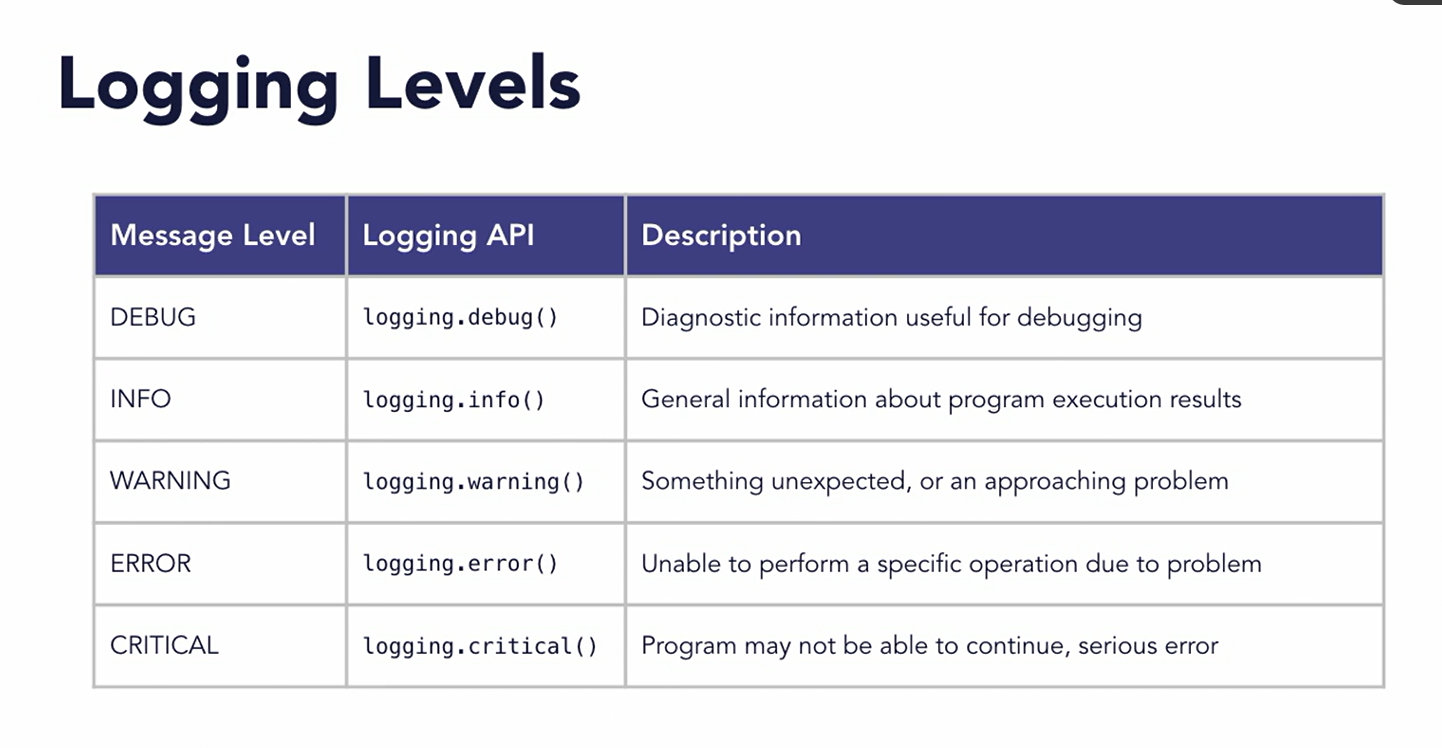 Logging Levels
Message Level Logging API Description
DEBUG logging.debug() Diagnostic information useful for debugging
INFO logging.info() General information about program execution results
WARNING logging.warning() Something unexpected, or an approaching problem
ERROR logging.error() Unable to perform a specific operation due to problem
CRITICAL logging.critical() Program may not be able to continue, serious error